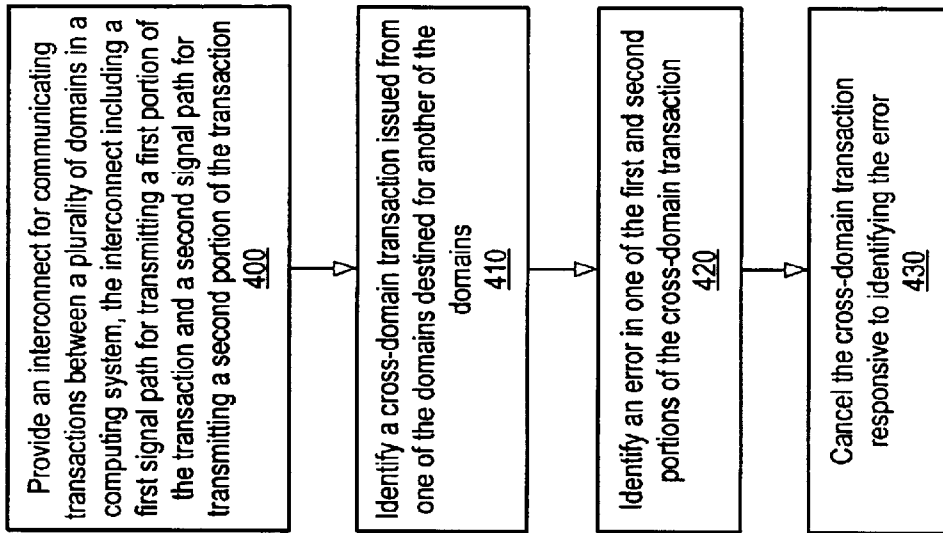 Provide an interconnect for communicating
transactions between a plurality of domains in a
computing system, the interconnect including a
first signal path for transmitting a first portion of
the transaction and a second signal path for
transmitting a second portion of the transaction
400
Identify a cross-domain transaction issued from
one of the domains destined for another of the
domains
410
Identify an error in one of the first and second
portions of the cross-domain transaction
420
Cancel the cross-domain transaction
responsive to identifying the error
430